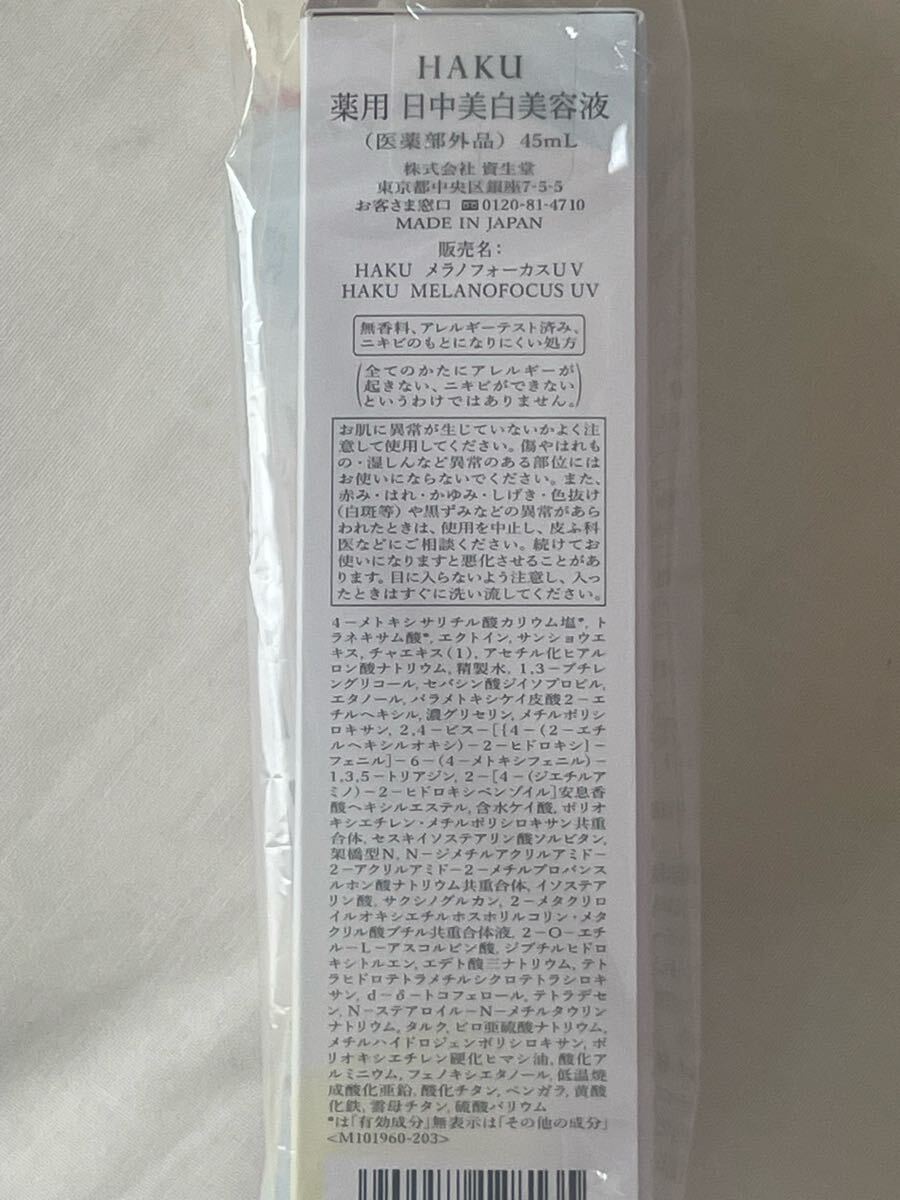 HAKU
薬用 日中美白美容液
(医薬部外品) 45mL
株式会社 資生堂
東京都中央区銀座7-5-5
お客さま窓口 0120-81-4710
MADE IN JAPAN
販売名:
HAKU メラノフォーカスUV
HAKU MELANOFOCUS UV
無香料、アレルギーテスト済み、
ニキビのもとになりにくい処方
(全てのかたにアレルギーが
起きない、ニキビができない
というわけではありません。)
お肌に異常が生じていないかよく注
意して使用してください。傷やはれも
の・湿しんなど異常のある部位には
お使いにならないでください。また、
赤み・はれ・かゆみ・しげき・色抜け
(白斑等)や黒ずみなどの異常があら
われたときは、使用を中止し、皮ふ科
医などにご相談ください。続けてお
使いになりますと悪化させることがあ
ります。目に入らないよう注意し、入っ
たときはすぐに洗い流してください。
4-メトキシサリチル酸カリウム塩*, ト
ラネキサム酸*, エクトイン, サンショウエ
キス, チャエキス(1), アセチル化ヒアル
ロン酸ナトリウム, 精製水, 1,3-ブチレ
ングリコール, セバシン酸ジイソプロピル,
エタノール, パラメトキシケイ皮酸2-エ
チルヘキシル, 濃グリセリン, メチルポリシ
ロキサン, 2,4-ビス-[{4-(2-エチ
ルヘキシルオキシ)-2-ヒドロキシ}-
フェニル]-6-(4-メトキシフェニル)-
1,3,5-トリアジン, 2-[4-(ジエチルア
ミノ)-2-ヒドロキシベンゾイル]安息香
酸ヘキシルエステル, 含水ケイ酸, ポリオ
キシエチレン・メチルポリシロキサン共重
合体, セスキイソステアリン酸ソルビタン,
架橋型N, N-ジメチルアクリルアミド-
2-アクリルアミド-2-メチルプロパンス
ルホン酸ナトリウム共重合体, イソステア
リン酸, サクシノグルカン, 2-メタクリロ
イルオキシエチルホスホリルコリン・メタ
クリル酸ブチル共重合体液, 2-O-エチ
ル-L-アスコルビン酸, ジブチルヒドロ
キシトルエン, エデト酸三ナトリウム, テト
ラヒドロテトラメチルシクロテトラシロキ
サン, d-δ-トコフェロール, テトラデセ
ン, N-ステアロイル-N-メチルタウリン
ナトリウム, タルク, ピロ亜硫酸ナトリウム,
メチルハイドロジェンポリシロキサン, ポ
リオキシエチレン硬化ヒマシ油, 酸化ア
ルミニウム, フェノキシエタノール, 低温焼
成酸化亜鉛, 酸化チタン, ベンガラ, 黄酸
化鉄, 雲母チタン, 硫酸バリウム
*は「有効成分」無表示は「その他の成分」
<M101960-203>